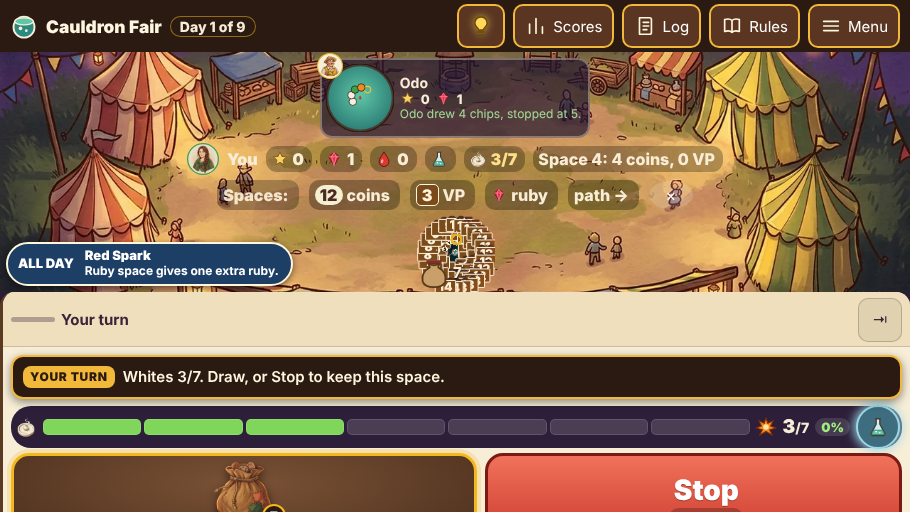 Cauldron Fair
Day 1 of 9
Scores
Log
Rules
Menu
Odo
0 1
Odo drew 4 chips, stopped at 5.
You 0 1 0 3/7 Space 4: 4 coins, 0 VP
Spaces: 12 coins 3 VP ruby path →
ALL DAY
Red Spark
Ruby space gives one extra ruby.
Your turn
YOUR TURN Whites 3/7. Draw, or Stop to keep this space.
3/7 0%
Stop